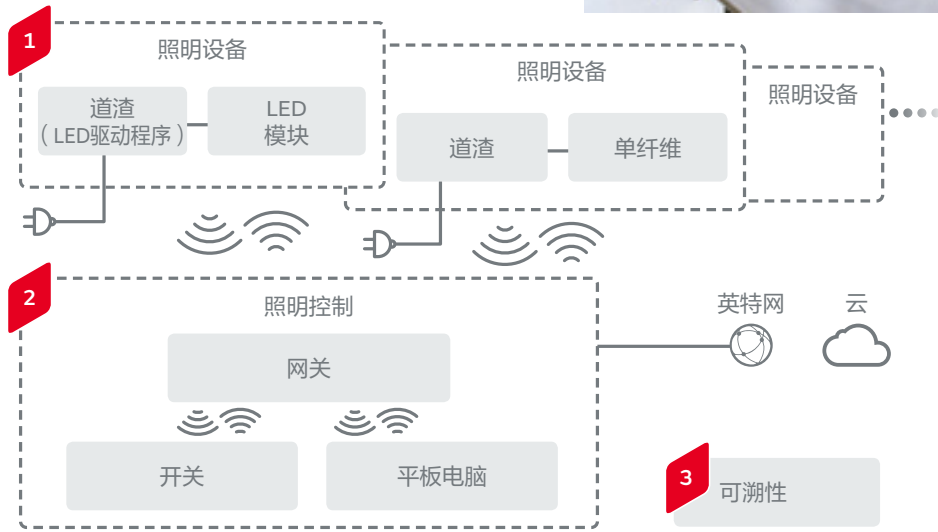 1
照明设备
道渣
（LED驱动程序）
LED
模块
照明设备
道渣
单纤维
照明设备
2
照明控制
网关
开关
平板电脑
英特网
云
3
可溯性